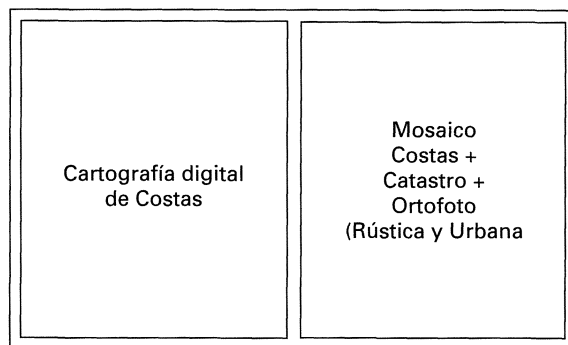 Cartografía digital
de Costas
Mosaico
Costas +
Catastro +
Ortofoto
(Rústica y Urbana